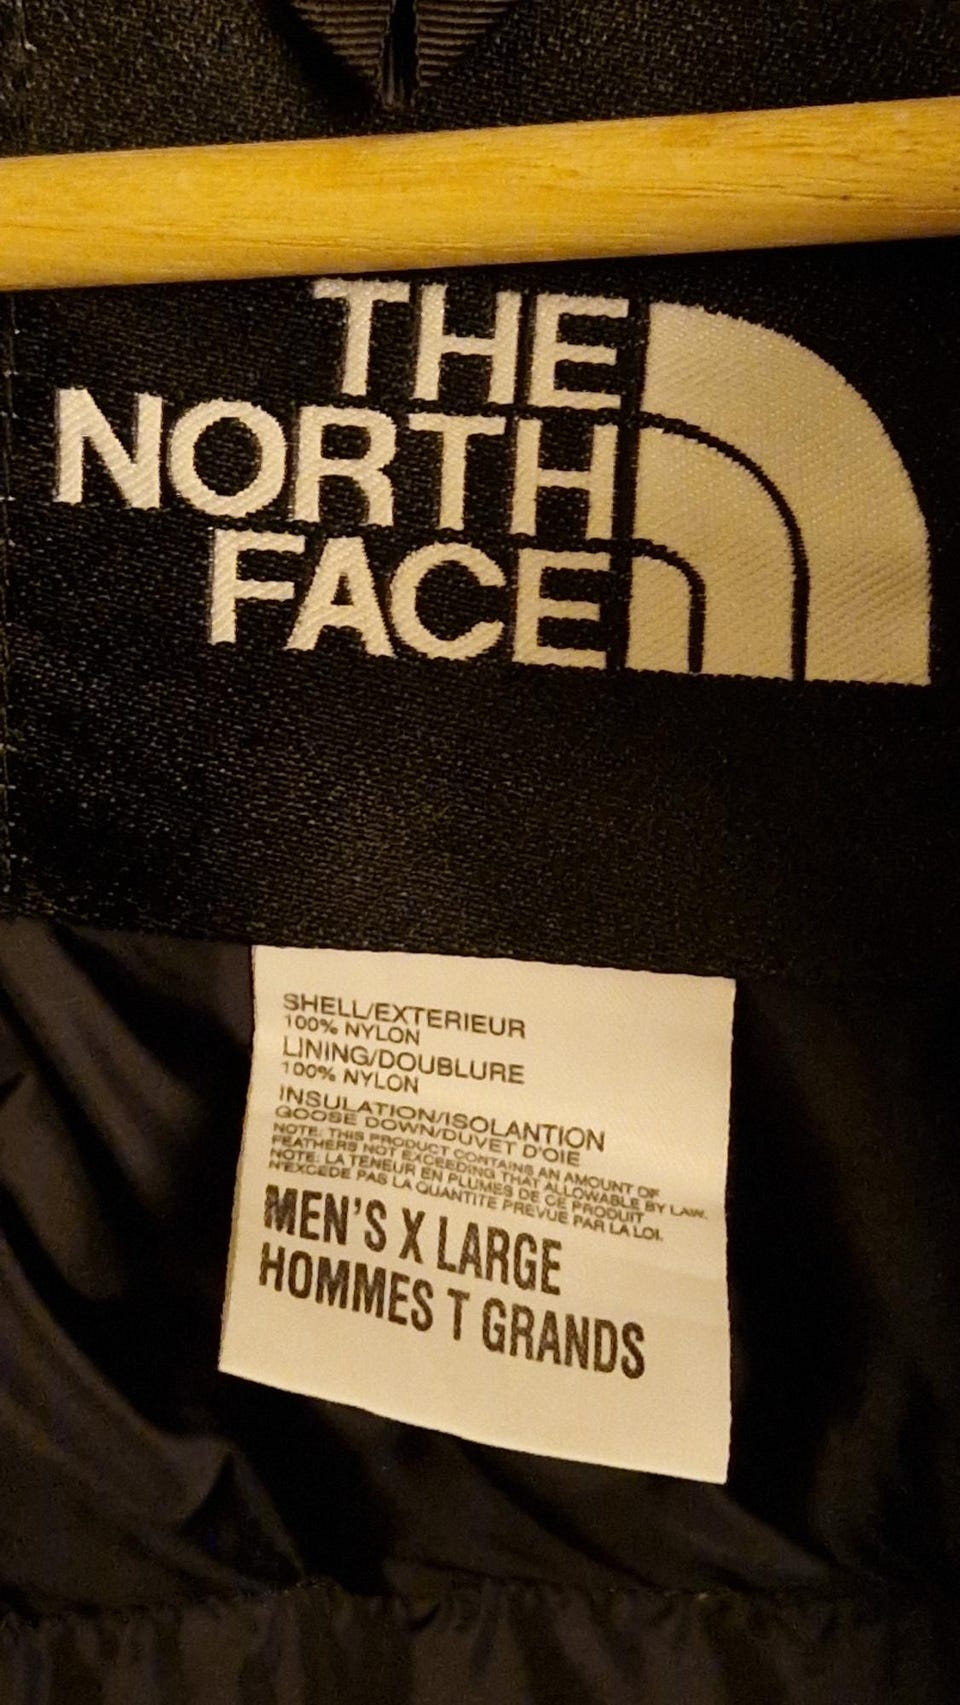 THE
NORTH
FACE
SHELL/EXTERIEUR
100% NYLON
LINING/DOUBLURE
100% NYLON
INSULATION/ISOLANTION
GOOSE DOWN/DUVET D'OIE
NOTE: THIS PRODUCT CONTAINS AN AMOUNT OF
FEATHERS NOT EXCEEDING THAT ALLOWABLE BY LAW.
NOTE: LA TENEUR EN PLUMES DE CE PRODUIT
N'EXCEDE PAS LA QUANTITE PREVUE PAR LA LOI.
MEN'S X LARGE
HOMMES T GRANDS